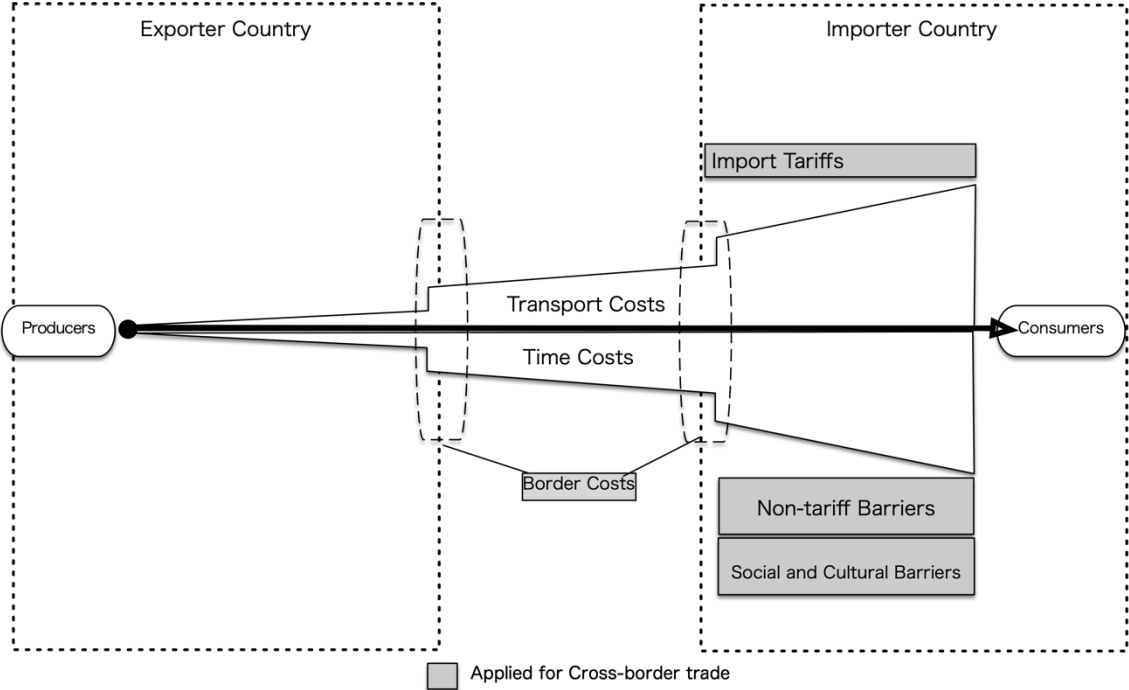 Exporter Country
Importer Country
Import Tariffs
Transport Costs
Producers
Consumers
Time Costs
Border Costs
Non-tariff Barriers
Social and Cultural Barriers
Applied for Cross-border trade